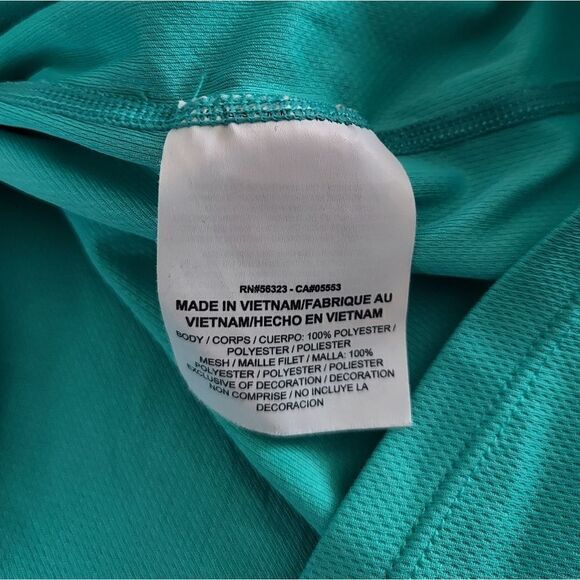 RN#56323 - CA#05553
MADE IN VIETNAM/FABRIQUE AU
VIETNAM/HECHO EN VIETNAM
BODY / CORPS / CUERPO: 100% POLYESTER /
POLYESTER / POLIESTER
MESH / MAILLE FILET / MALLA: 100%
POLYESTER / POLYESTER / POLIESTER
EXCLUSIVE OF DECORATION / DECORATION
NON COMPRISE / NO INCLUYE LA
DECORACION